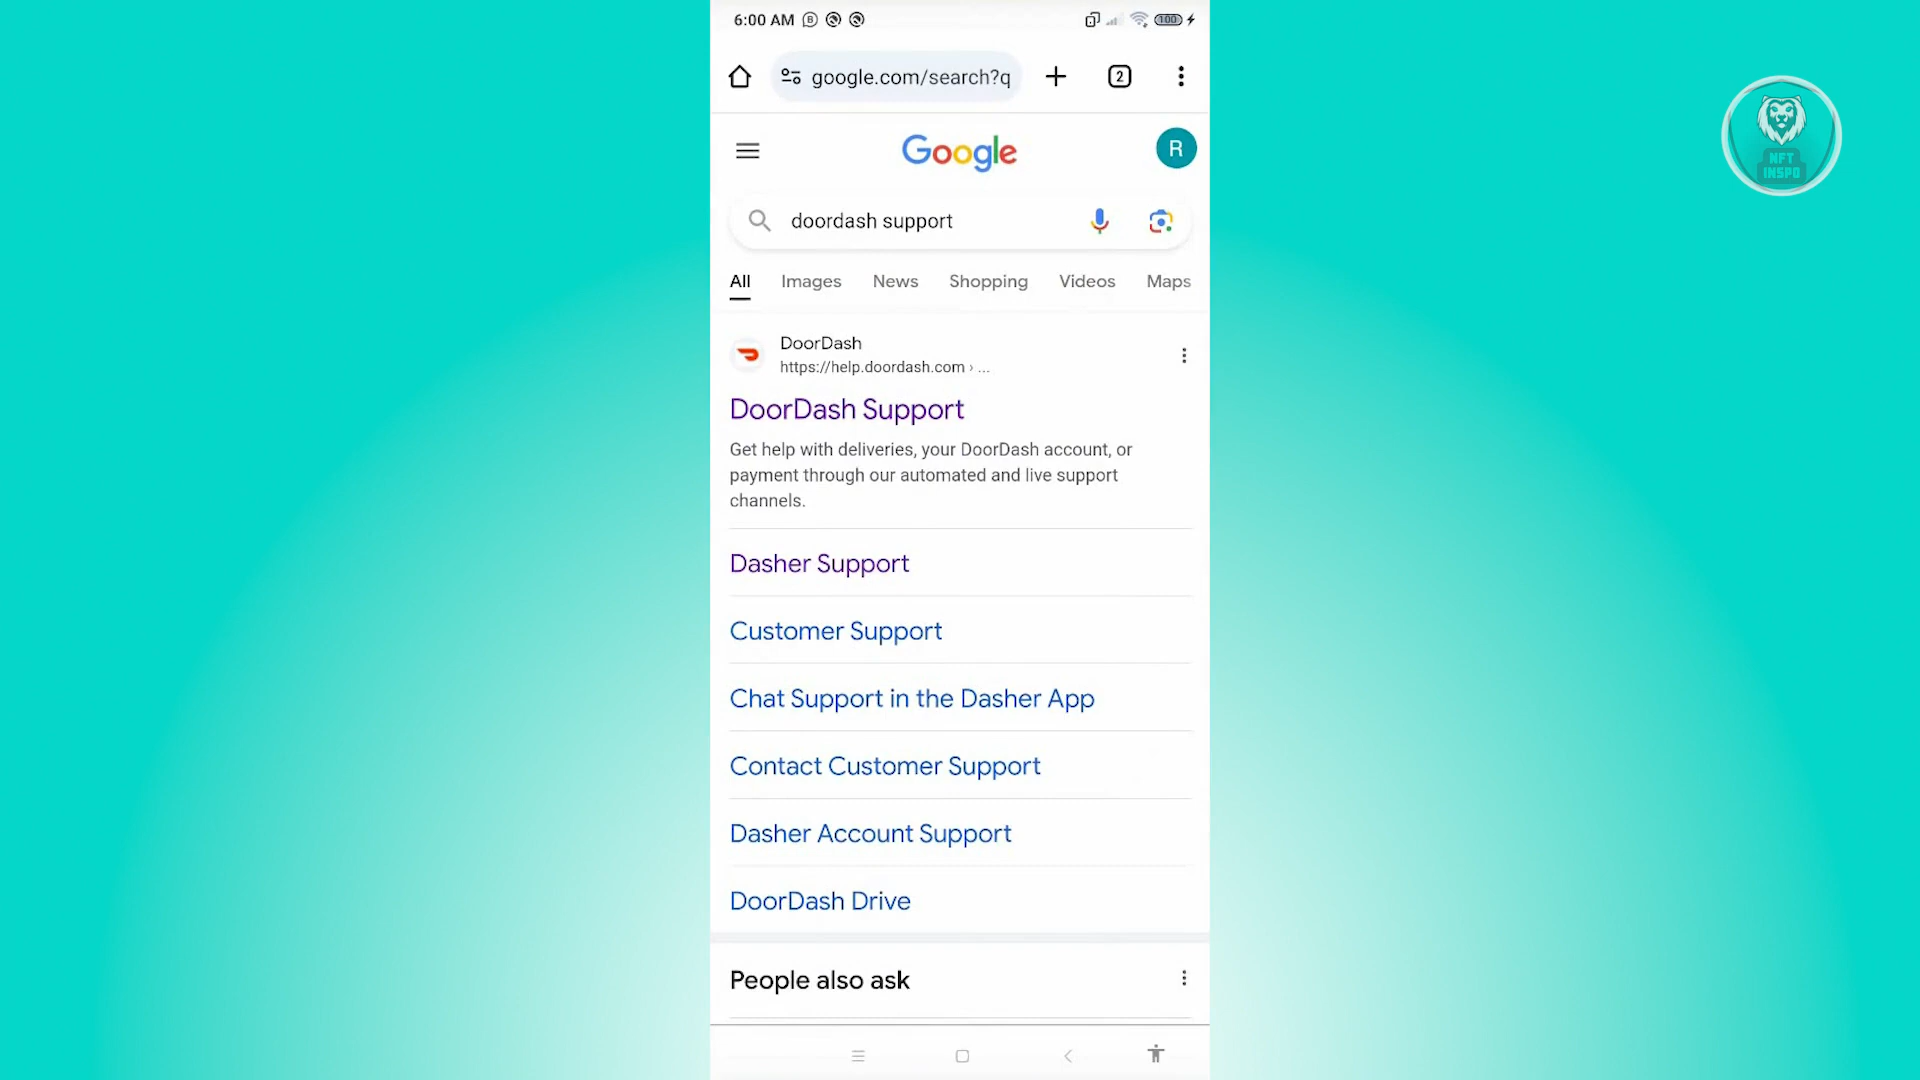 6:00 AM
100
google.com/search?q
2
Google
R
doordash support
All Images News Shopping Videos Maps
DoorDash
https://help.doordash.com › ...
DoorDash Support
Get help with deliveries, your DoorDash account, or
payment through our automated and live support
channels.
Dasher Support
Customer Support
Chat Support in the Dasher App
Contact Customer Support
Dasher Account Support
DoorDash Drive
People also ask
NFT
INSPO